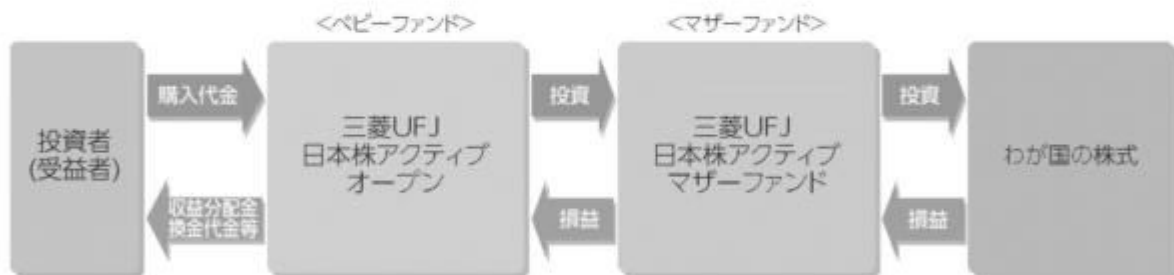 <ベビーファンド>
<マザーファンド>
投資者
(受益者)
購入代金
収益分配金
換金代金等
三菱UFJ
日本株アクティブ
オープン
投資
損益
三菱UFJ
日本株アクティブ
マザーファンド
投資
損益
わが国の株式